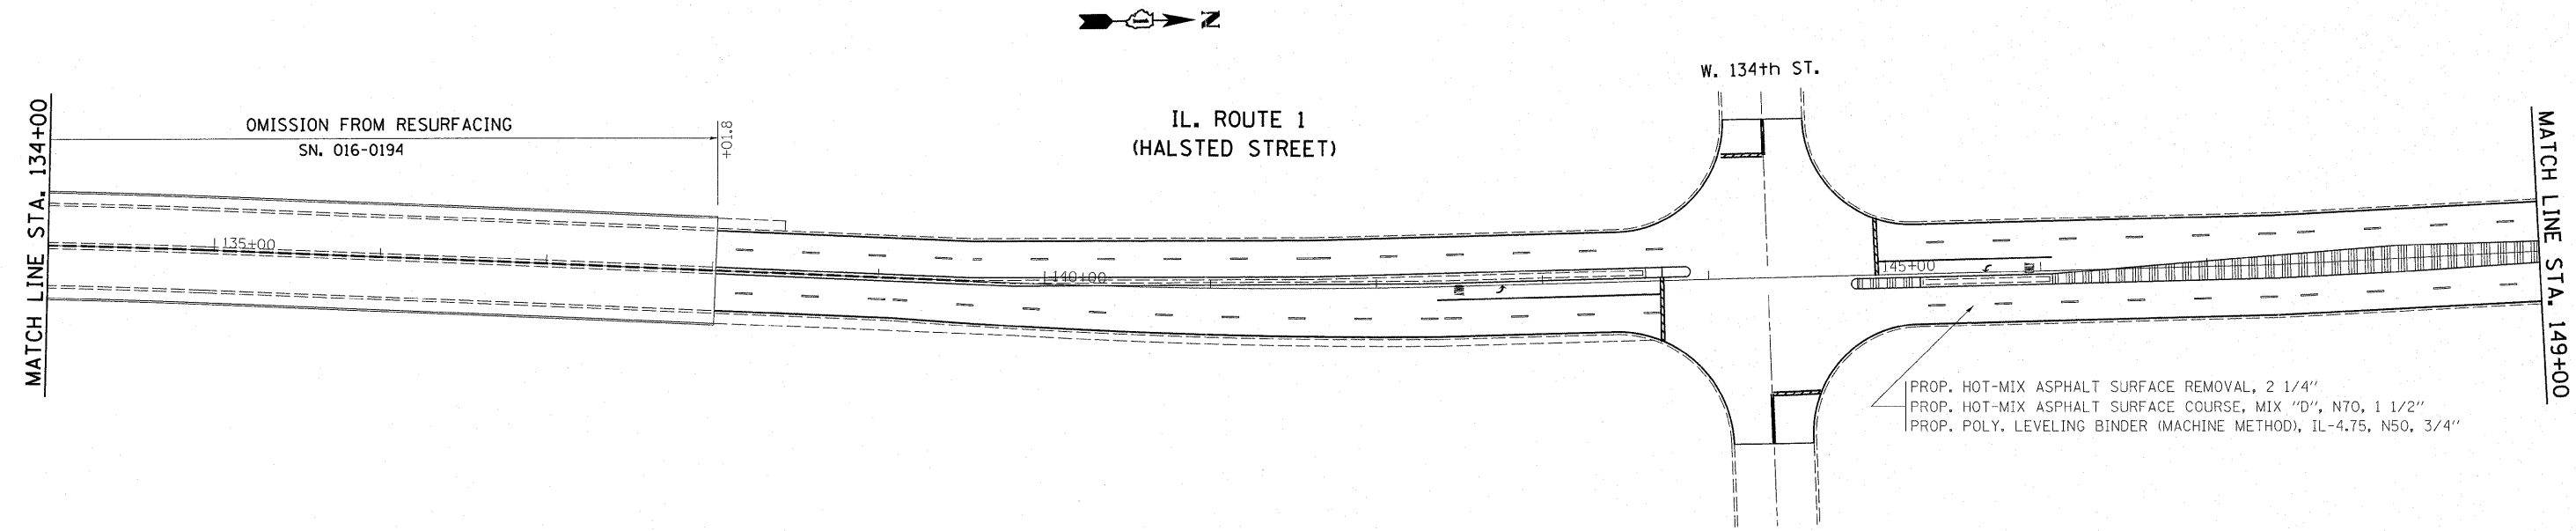 N
W. 134th ST.
MATCH LINE STA. 134+00
OMISSION FROM RESURFACING
SN. 016-0194
+01.8
IL. ROUTE 1
(HALSTED STREET)
135+00
140+00
145+00
MATCH LINE STA. 149+00
PROP. HOT-MIX ASPHALT SURFACE REMOVAL, 2 1/4"
PROP. HOT-MIX ASPHALT SURFACE COURSE, MIX "D", N70, 1 1/2"
PROP. POLY. LEVELING BINDER (MACHINE METHOD), IL-4.75, N50, 3/4"